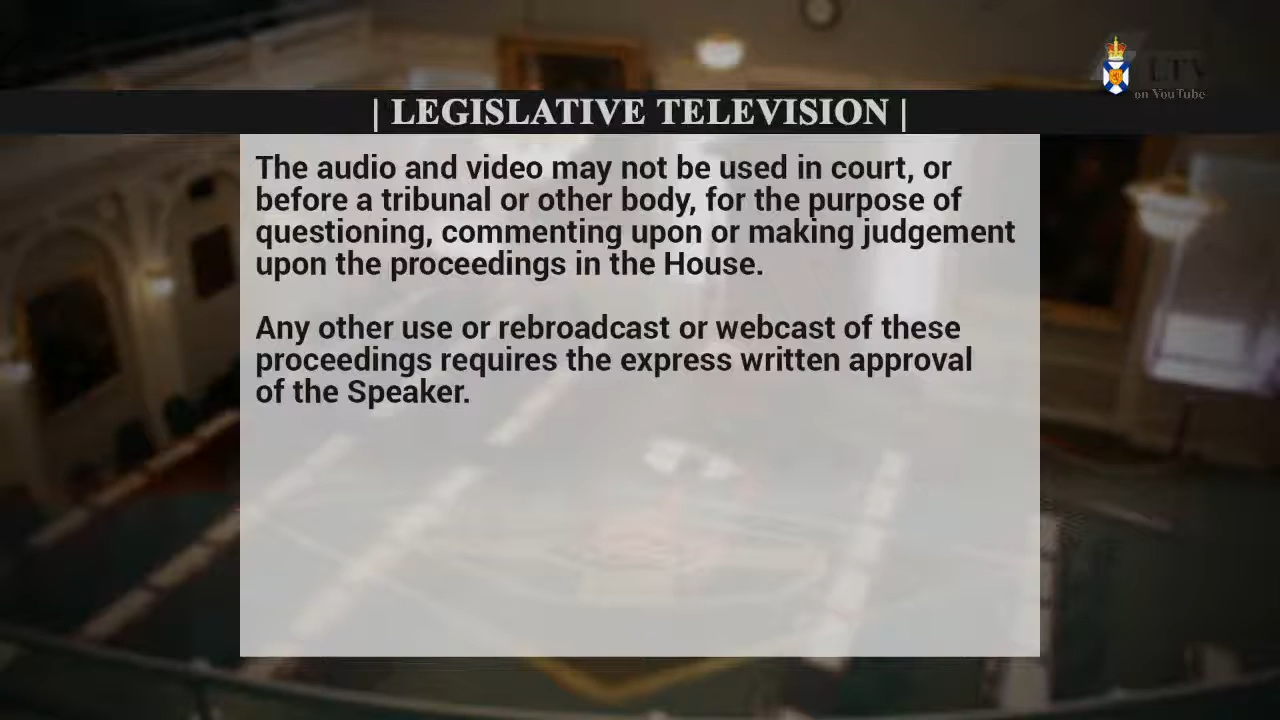 LTV
on YouTube
| LEGISLATIVE TELEVISION |
The audio and video may not be used in court, or
before a tribunal or other body, for the purpose of
questioning, commenting upon or making judgement
upon the proceedings in the House.
Any other use or rebroadcast or webcast of these
proceedings requires the express written approval
of the Speaker.